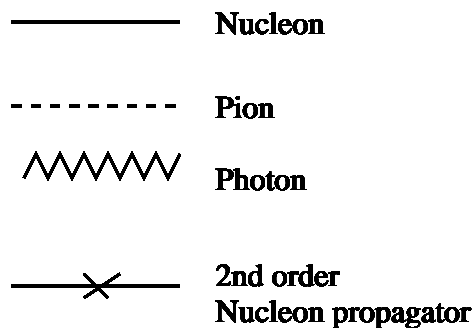 Nucleon
Pion
Photon
2nd order
Nucleon propagator